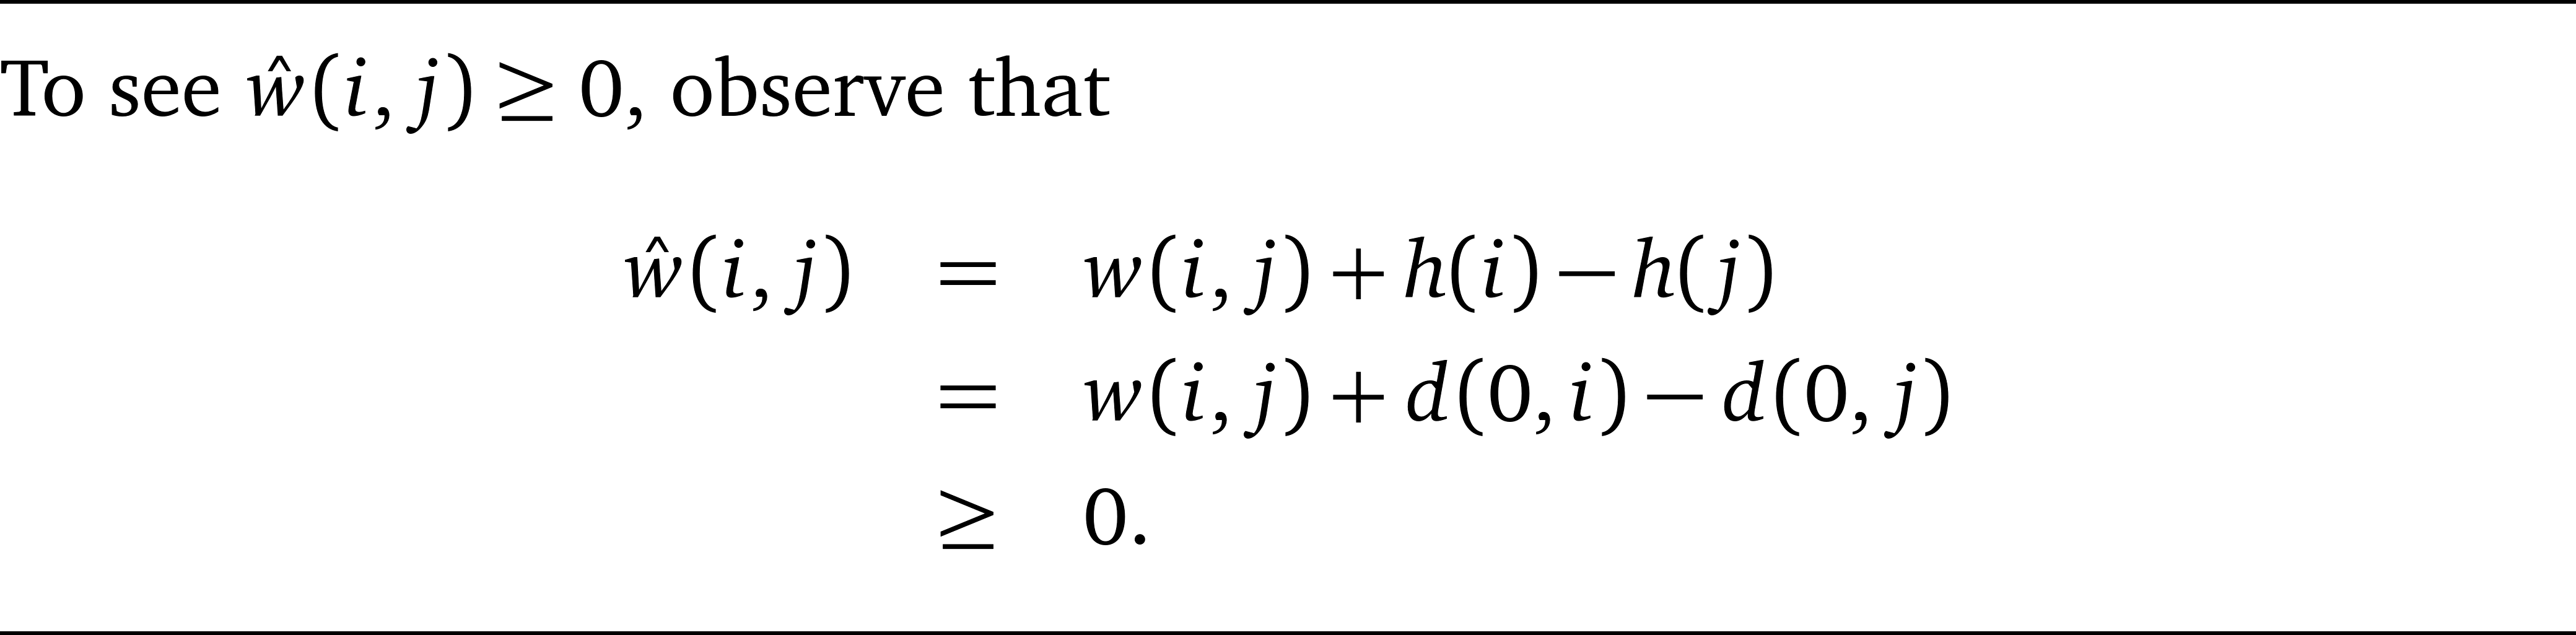 To see ŵ(i, j) ≥ 0, observe that
ŵ(i, j) = w(i, j) + h(i) − h(j)
= w(i, j) + d(0, i) − d(0, j)
≥ 0.